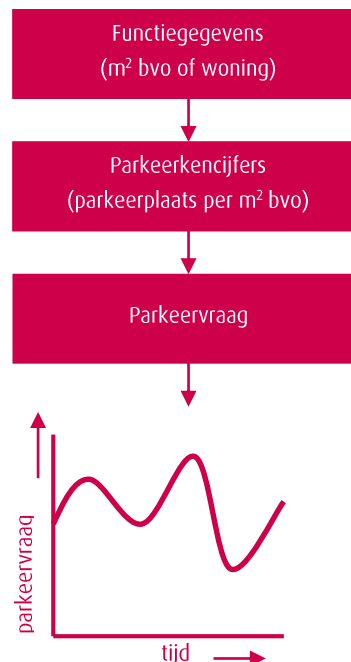 Functiegegevens
(m² bvo of woning)
Parkeerkencijfers
(parkeerplaats per m² bvo)
Parkeervraag
parkeervraag
tijd